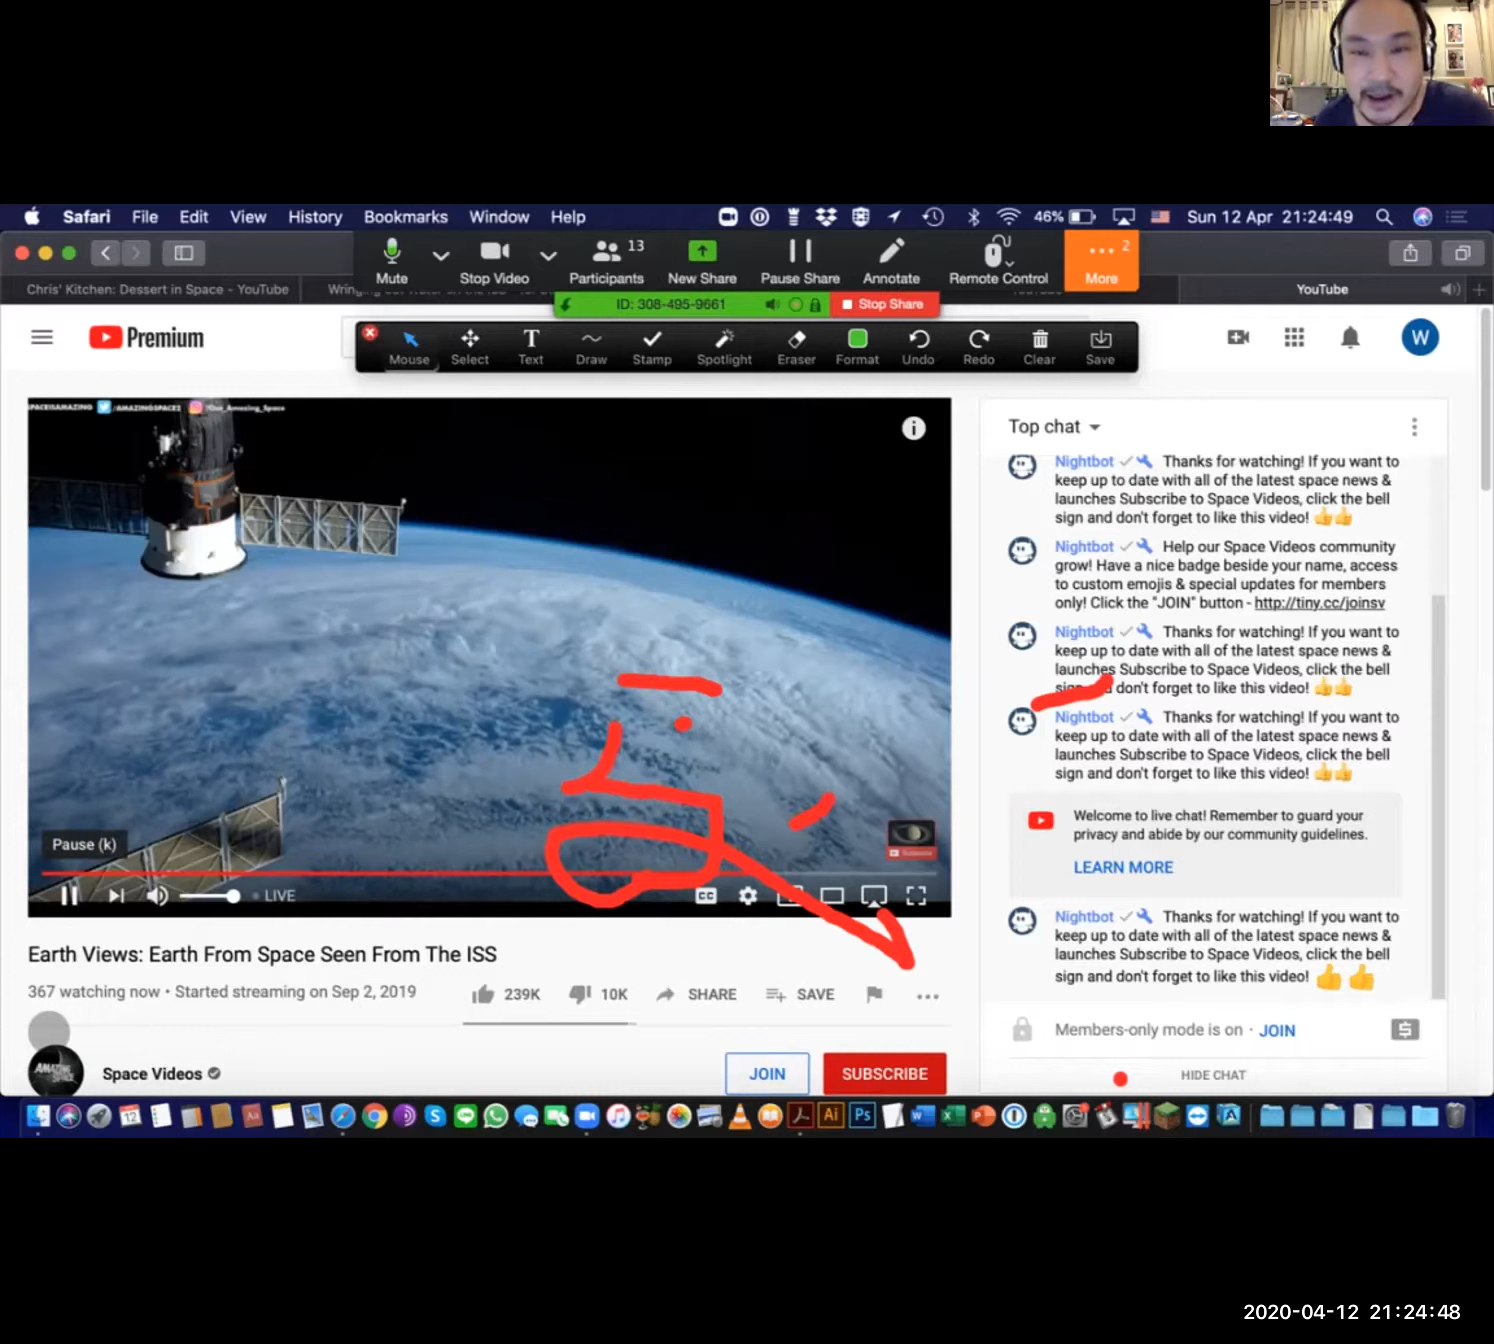 Safari File Edit View History Bookmarks Window Help 46% Sun 12 Apr 21:24:49
Mute Stop Video Participants 13 New Share Pause Share Annotate Remote Control More 2
Chris' Kitchen: Dessert in Space - YouTube
YouTube
ID: 308-495-9661 Stop Share
Premium
Mouse Select Text Draw Stamp Spotlight Eraser Format Undo Redo Clear Save
W
/AMAZINGSPACE
Top chat
Nightbot Thanks for watching! If you want to
keep up to date with all of the latest space news &
launches Subscribe to Space Videos, click the bell
sign and don't forget to like this video! 👍👍
Nightbot Help our Space Videos community
grow! Have a nice badge beside your name, access
to custom emojis & special updates for members
only! Click the "JOIN" button - http://tiny.cc/joinsv
Nightbot Thanks for watching! If you want to
keep up to date with all of the latest space news &
launches Subscribe to Space Videos, click the bell
sign and don't forget to like this video! 👍👍
Nightbot Thanks for watching! If you want to
keep up to date with all of the latest space news &
launches Subscribe to Space Videos, click the bell
sign and don't forget to like this video! 👍👍
Welcome to live chat! Remember to guard your
privacy and abide by our community guidelines.
LEARN MORE
Nightbot Thanks for watching! If you want to
keep up to date with all of the latest space news &
launches Subscribe to Space Videos, click the bell
sign and don't forget to like this video! 👍👍
Members-only mode is on · JOIN
HIDE CHAT
Pause (k)
LIVE
CC
Earth Views: Earth From Space Seen From The ISS
367 watching now • Started streaming on Sep 2, 2019
239K 10K SHARE SAVE
AMAZING
SPACE
Space Videos
JOIN SUBSCRIBE
12 Aa Ai Ps
2020-04-12 21:24:48